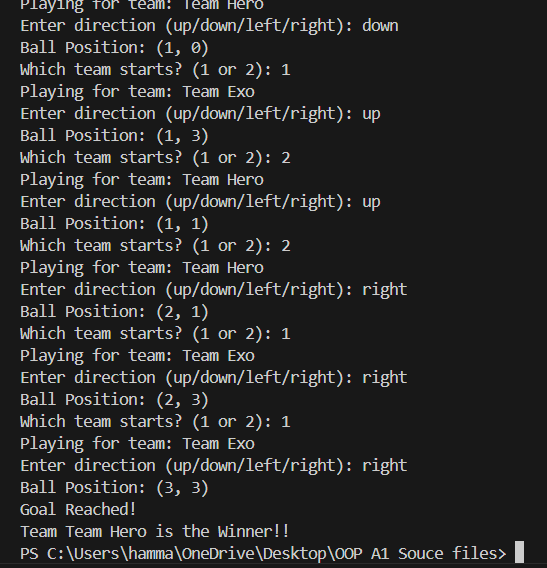 Playing for team: Team Hero
Enter direction (up/down/left/right): down
Ball Position: (1, 0)
Which team starts? (1 or 2): 1
Playing for team: Team Exo
Enter direction (up/down/left/right): up
Ball Position: (1, 3)
Which team starts? (1 or 2): 2
Playing for team: Team Hero
Enter direction (up/down/left/right): up
Ball Position: (1, 1)
Which team starts? (1 or 2): 2
Playing for team: Team Hero
Enter direction (up/down/left/right): right
Ball Position: (2, 1)
Which team starts? (1 or 2): 1
Playing for team: Team Exo
Enter direction (up/down/left/right): right
Ball Position: (2, 3)
Which team starts? (1 or 2): 1
Playing for team: Team Exo
Enter direction (up/down/left/right): right
Ball Position: (3, 3)
Goal Reached!
Team Team Hero is the Winner!!
PS C:\Users\hamma\OneDrive\Desktop\OOP A1 Souce files>